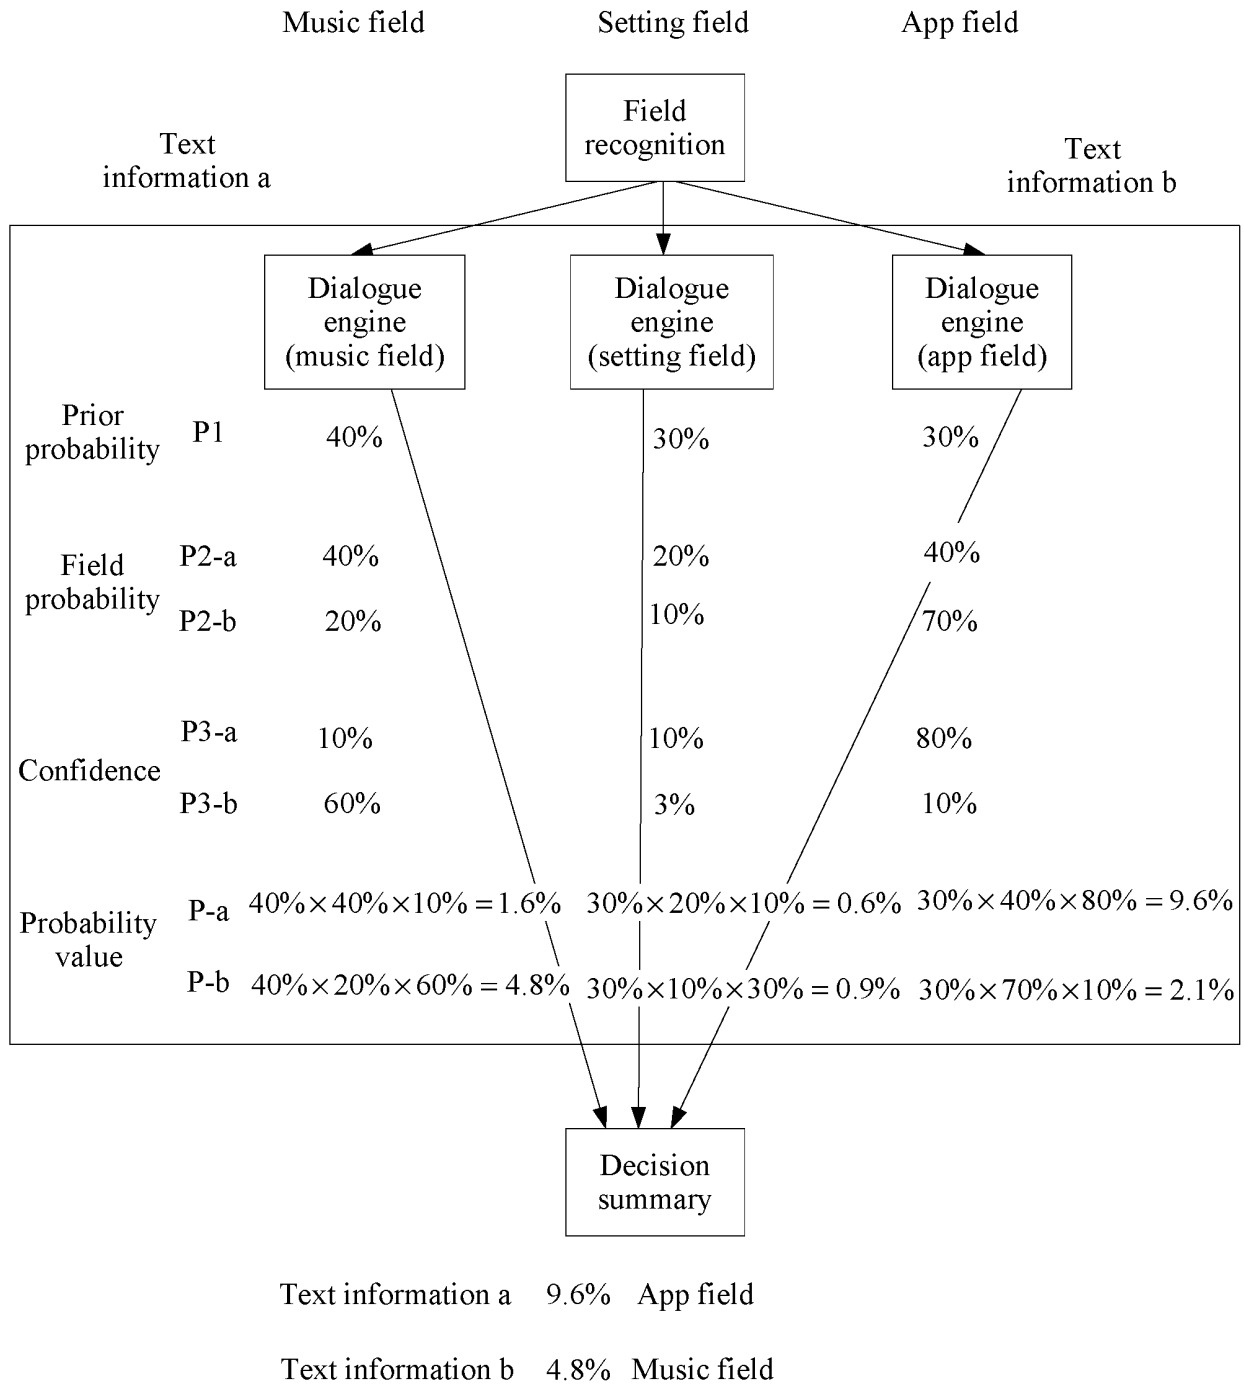 Music field
Setting field
App field
Field
recognition
Text
information a
Text
information b
Dialogue
engine
(music field)
Dialogue
engine
(setting field)
Dialogue
engine
(app field)
Prior
probability
P1
40%
30%
30%
Field
probability
P2-a
40%
20%
40%
P2-b
20%
10%
70%
Confidence
P3-a
10%
10%
80%
P3-b
60%
3%
10%
Probability
value
P-a
40%×40%×10% = 1.6%
30%×20%×10% = 0.6%
30%×40%×80% = 9.6%
P-b
40%×20%×60% = 4.8%
30%×10%×30% = 0.9%
30%×70%×10% = 2.1%
Decision
summary
Text information a 9.6% App field
Text information b 4.8% Music field